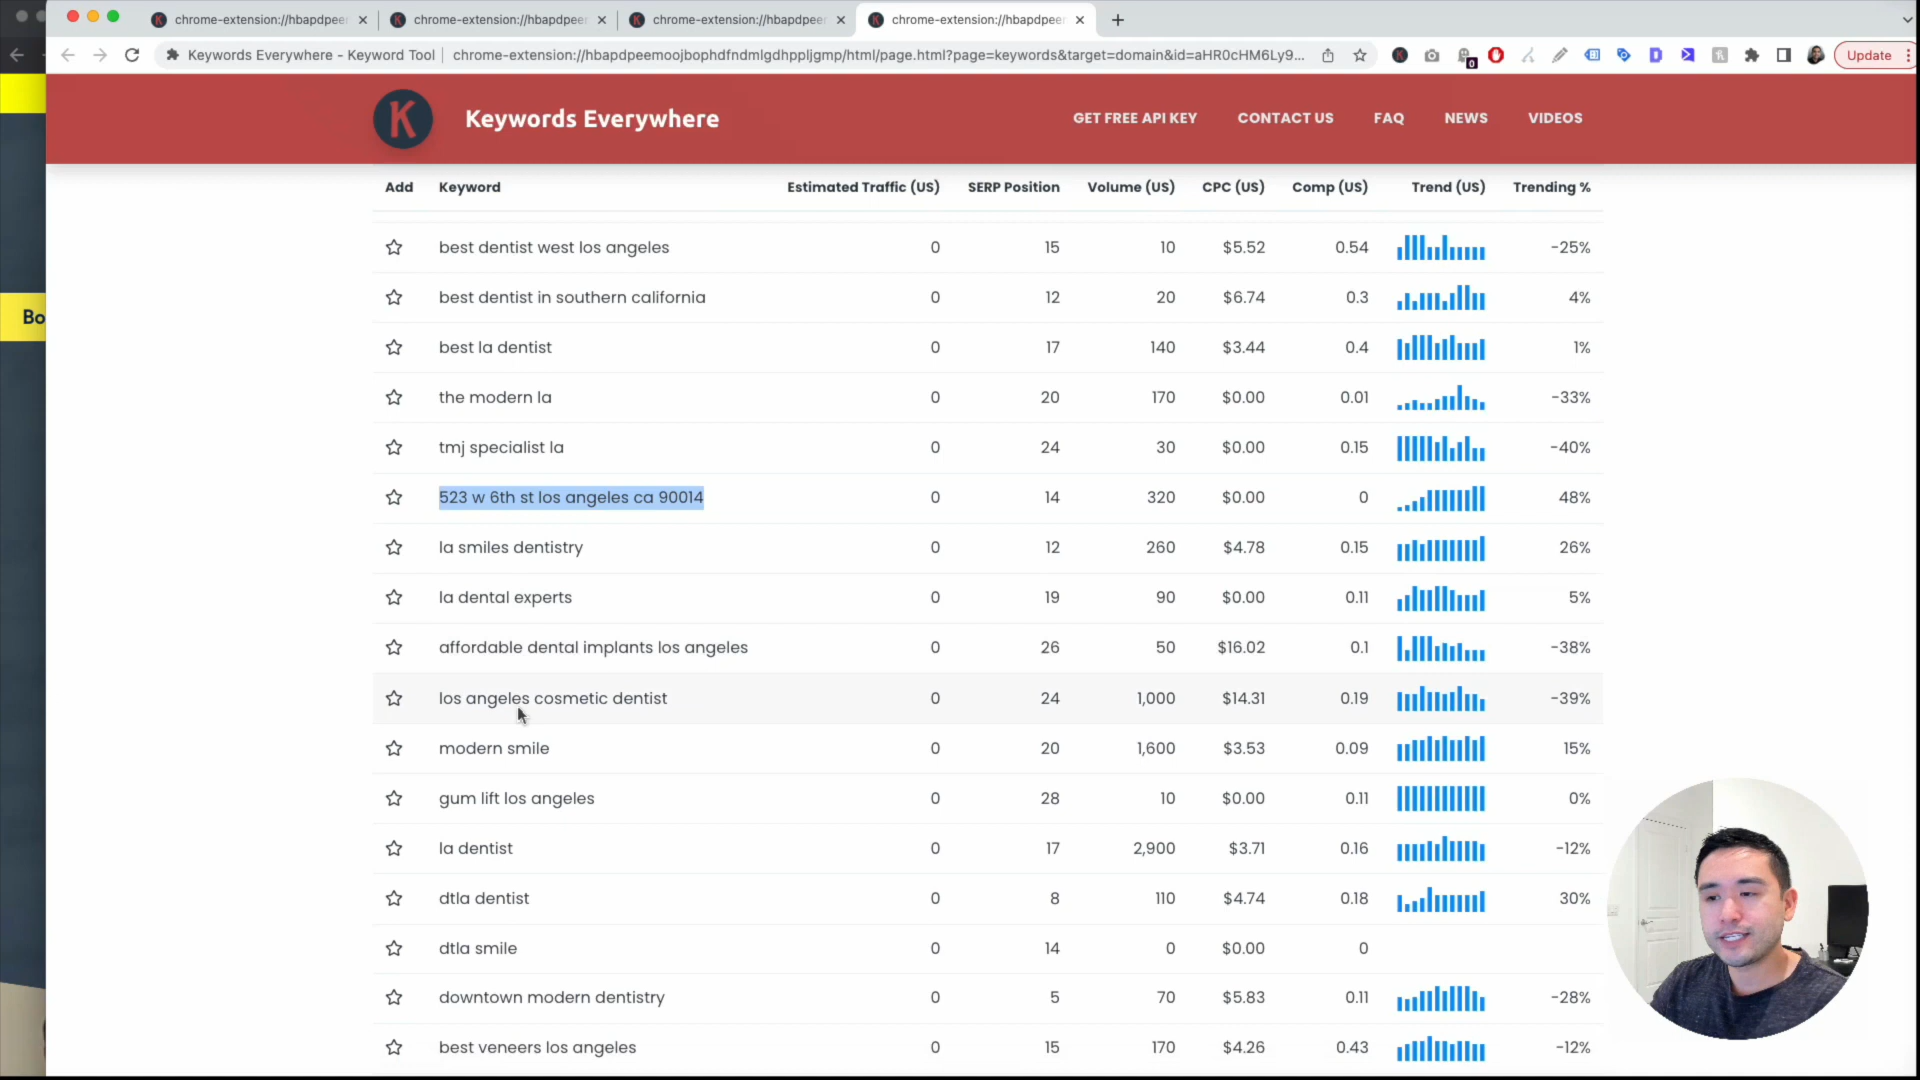 chrome-extension://hbapdpeer
chrome-extension://hbapdpeer
chrome-extension://hbapdpeer
chrome-extension://hbapdpeer
Keywords Everywhere - Keyword Tool
chrome-extension://hbapdpeemoojbophdfndmlgdhppljgmp/html/page.html?page=keywords&target=domain&id=aHR0cHM6Ly9...
0
Update
K
Keywords Everywhere
GET FREE API KEY CONTACT US FAQ NEWS VIDEOS
Add Keyword Estimated Traffic (US) SERP Position Volume (US) CPC (US) Comp (US) Trend (US) Trending %
best dentist west los angeles 0 15 10 $5.52 0.54 -25%
best dentist in southern california 0 12 20 $6.74 0.3 4%
Bo
best la dentist 0 17 140 $3.44 0.4 1%
the modern la 0 20 170 $0.00 0.01 -33%
tmj specialist la 0 24 30 $0.00 0.15 -40%
523 w 6th st los angeles ca 90014 0 14 320 $0.00 0 48%
la smiles dentistry 0 12 260 $4.78 0.15 26%
la dental experts 0 19 90 $0.00 0.11 5%
affordable dental implants los angeles 0 26 50 $16.02 0.1 -38%
los angeles cosmetic dentist 0 24 1,000 $14.31 0.19 -39%
modern smile 0 20 1,600 $3.53 0.09 15%
gum lift los angeles 0 28 10 $0.00 0.11 0%
la dentist 0 17 2,900 $3.71 0.16 -12%
dtla dentist 0 8 110 $4.74 0.18 30%
dtla smile 0 14 0 $0.00 0
downtown modern dentistry 0 5 70 $5.83 0.11 -28%
best veneers los angeles 0 15 170 $4.26 0.43 -12%